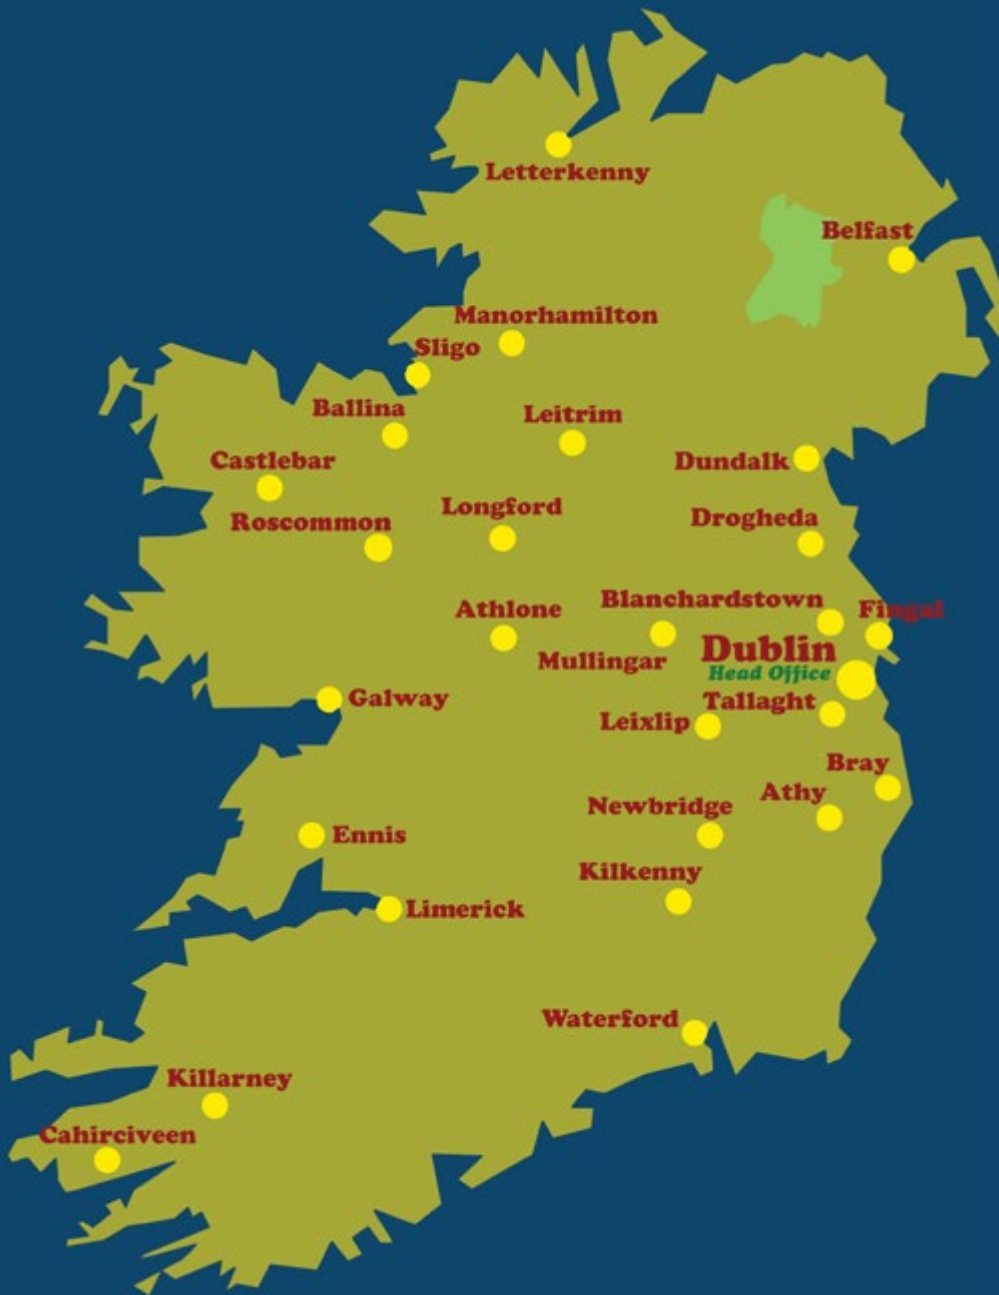 Letterkenny
Belfast
Manorhamilton
Sligo
Ballina
Leitrim
Castlebar
Dundalk
Longford
Roscommon
Drogheda
Athlone
Blanchardstown
Fingal
Mullingar
Dublin
Head Office
Galway
Tallaght
Leixlip
Bray
Athy
Newbridge
Ennis
Kilkenny
Limerick
Waterford
Killarney
Cahirciveen